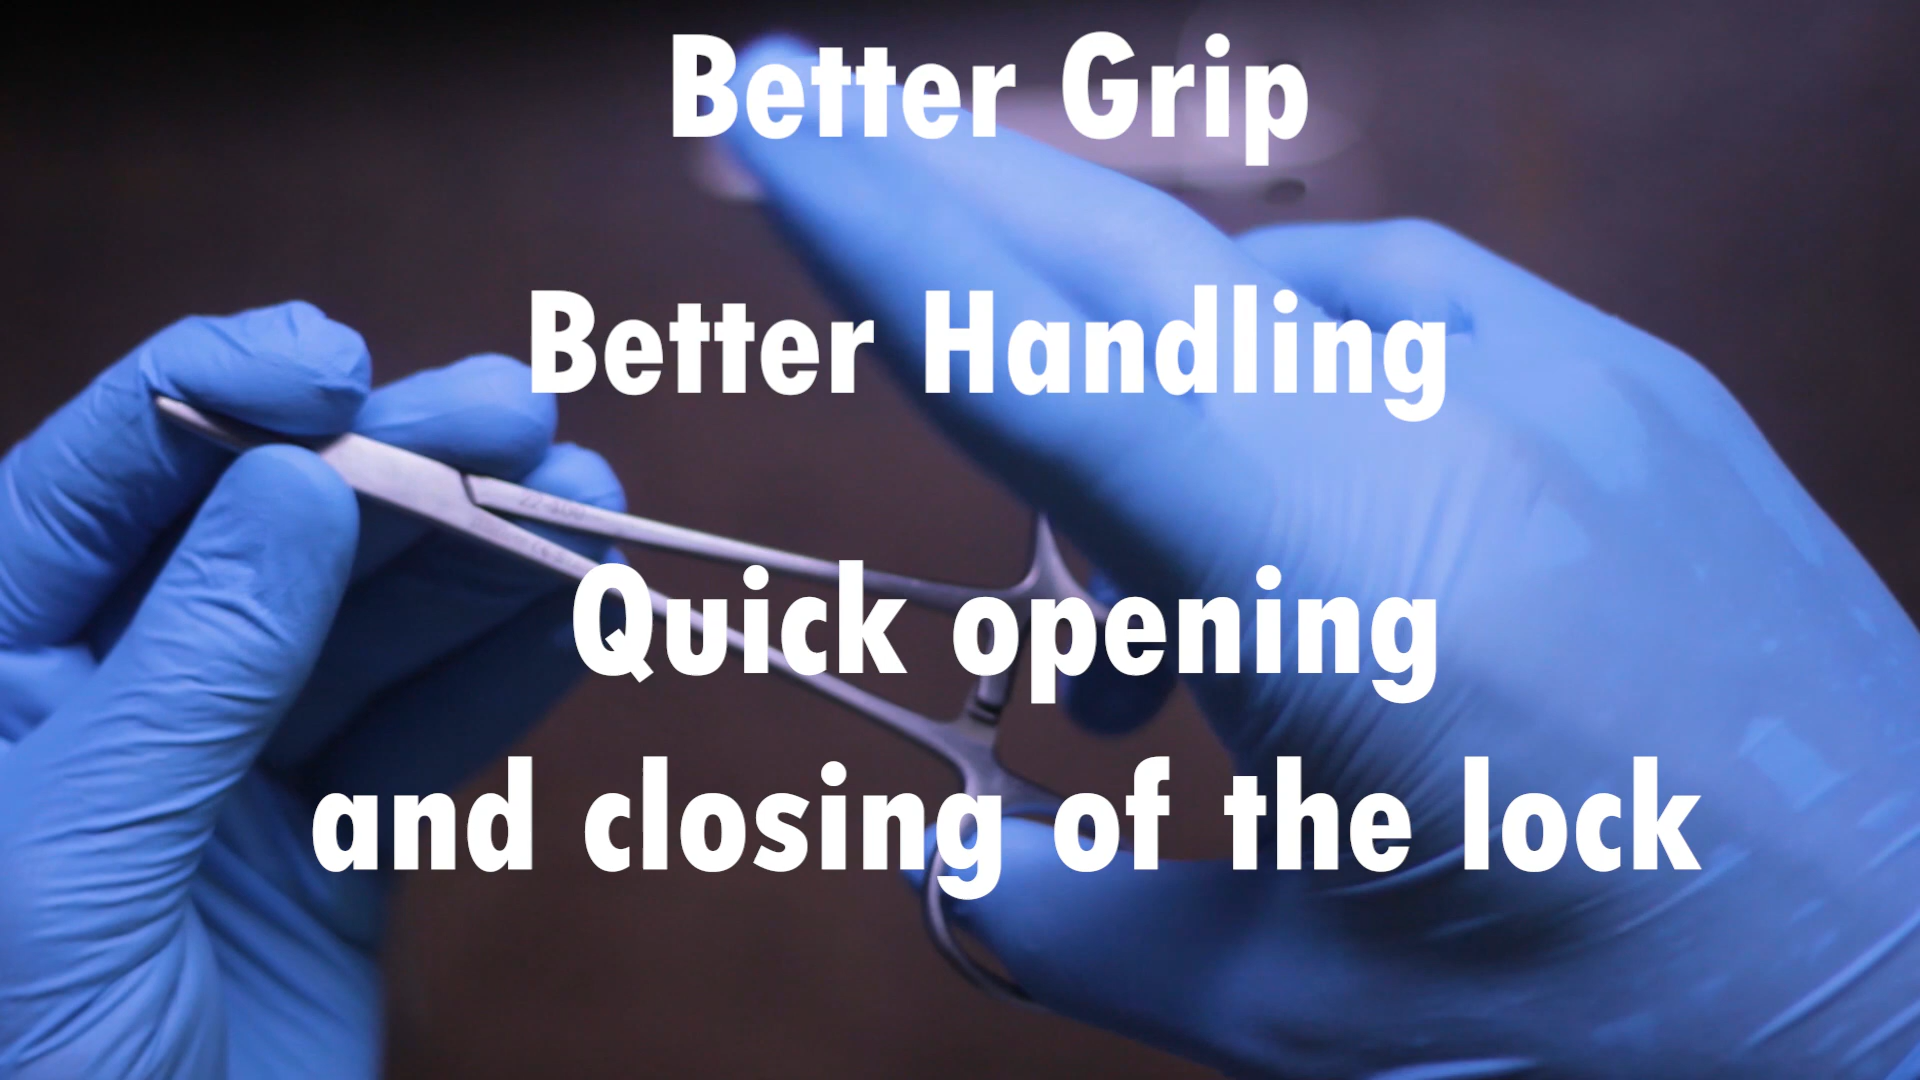 Better Grip
Better Handling
Quick opening
and closing of the lock